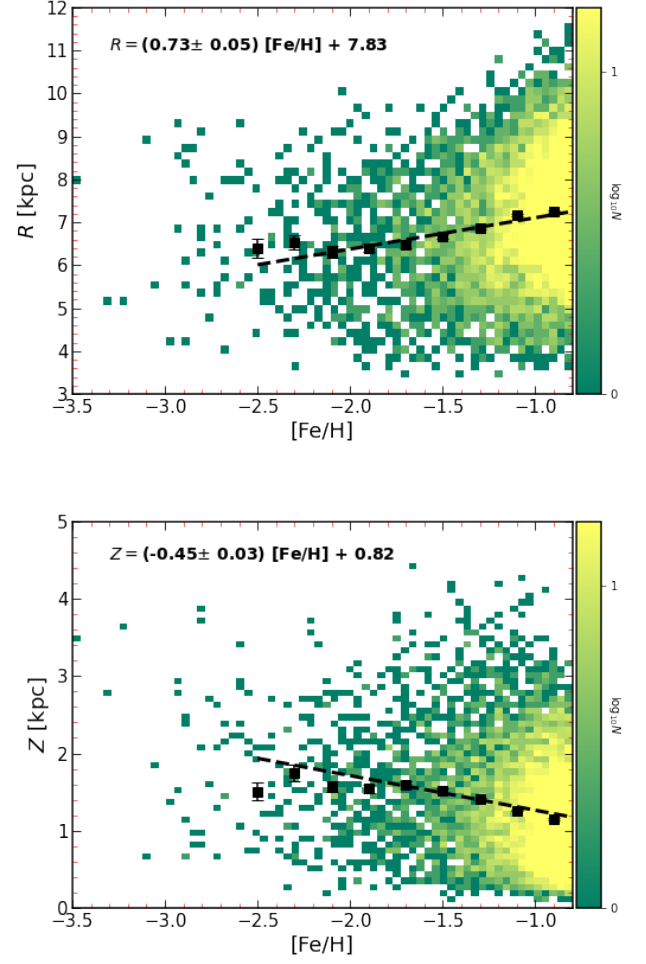 12
11
10
9
8
7
6
5
4
3
R [kpc]
R = (0.73± 0.05) [Fe/H] + 7.83
−3.5 −3.0 −2.5 −2.0 −1.5 −1.0
[Fe/H]
1
log₁₀N
0
5
4
3
2
1
0
Z [kpc]
Z = (-0.45± 0.03) [Fe/H] + 0.82
−3.5 −3.0 −2.5 −2.0 −1.5 −1.0
[Fe/H]
1
log₁₀N
0